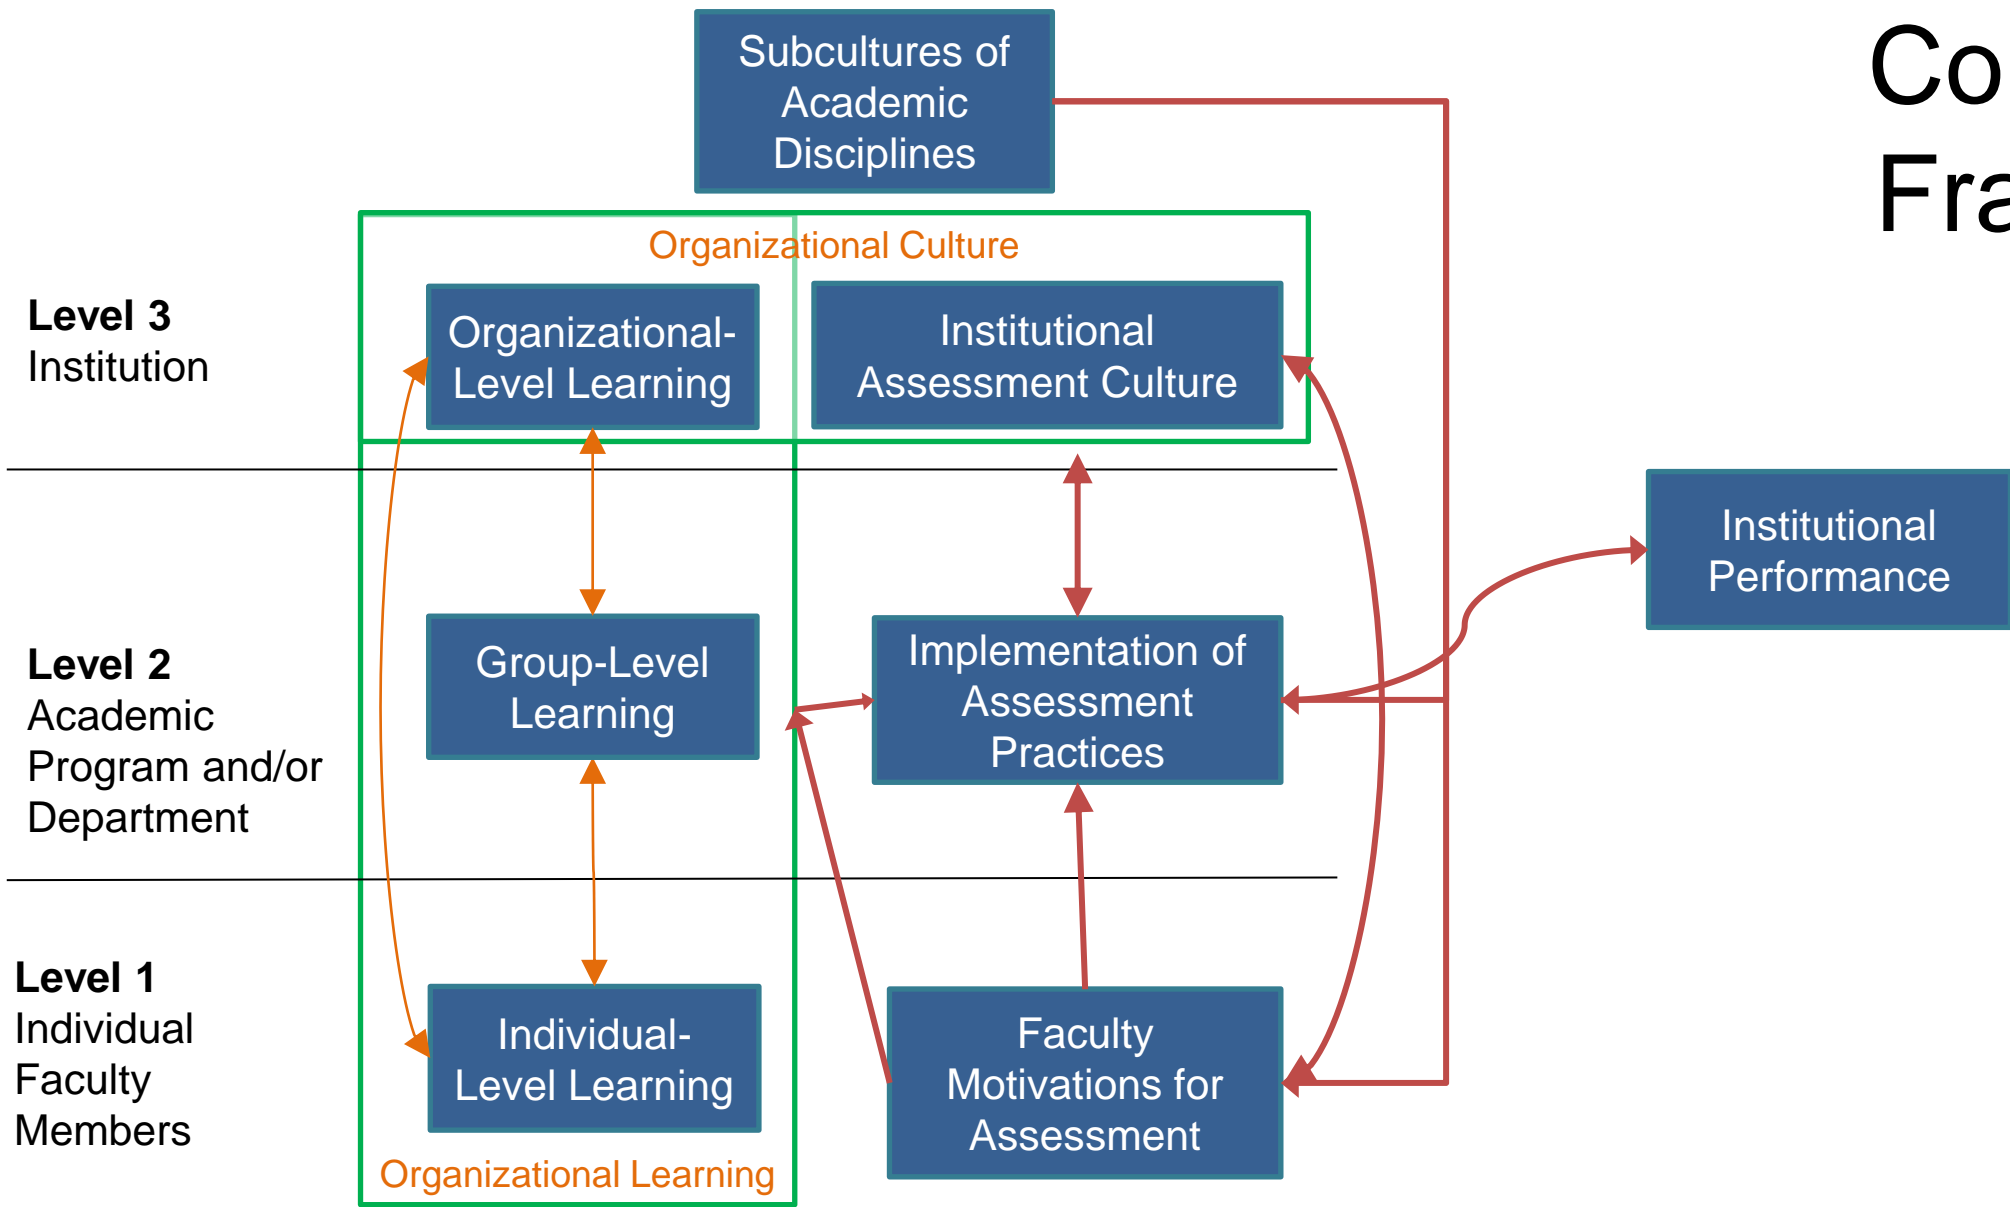 Co
Fra
Subcultures of
Academic
Disciplines
Organizational Culture
Level 3
Institution
Organizational-
Level Learning
Institutional
Assessment Culture
Institutional
Performance
Level 2
Academic
Program and/or
Department
Group-Level
Learning
Implementation of
Assessment
Practices
Level 1
Individual
Faculty
Members
Individual-
Level Learning
Faculty
Motivations for
Assessment
Organizational Learning